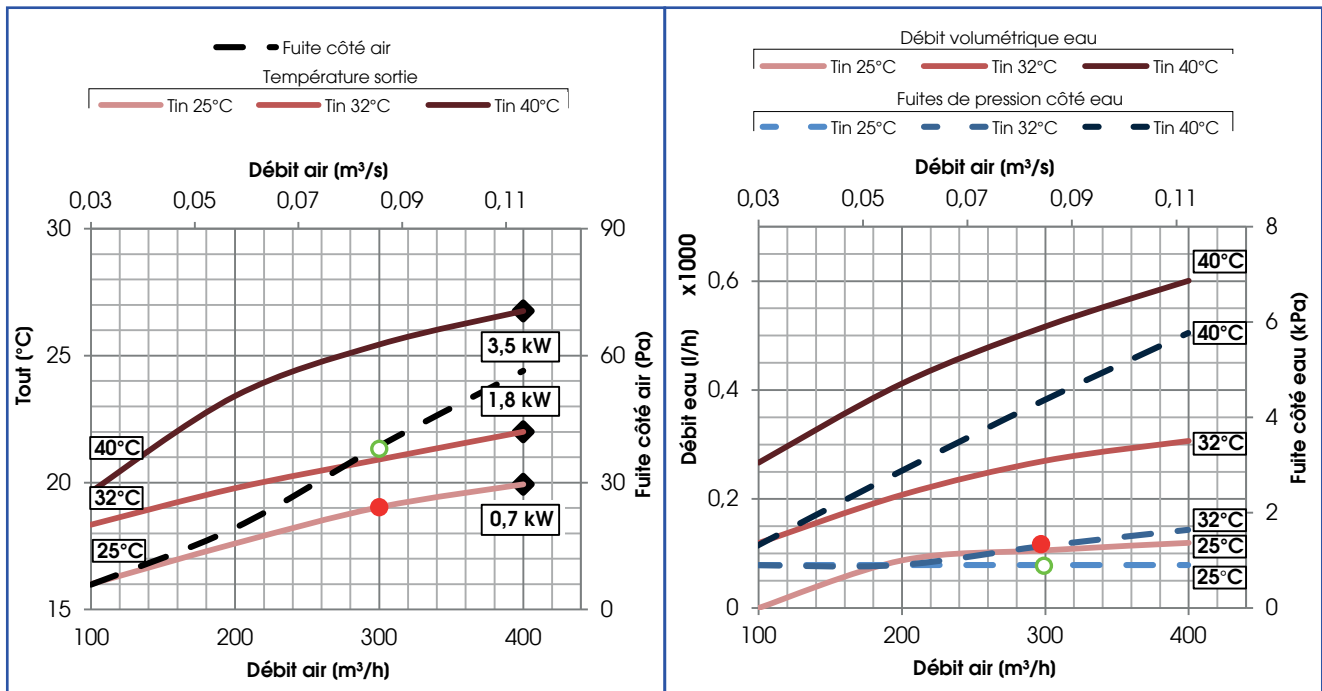 Fuite côté air
Température sortie
Tin 25°C Tin 32°C Tin 40°C
Débit air (m³/s)
0,03 0,05 0,07 0,09 0,11
30 90
25 60
20 30
15 0
Tout (°C)
Fuite côté air (Pa)
40°C
32°C
25°C
3,5 kW
1,8 kW
0,7 kW
100 200 300 400
Débit air (m³/h)
Débit volumétrique eau
Tin 25°C Tin 32°C Tin 40°C
Fuites de pression côté eau
Tin 25°C Tin 32°C Tin 40°C
Débit air (m³/s)
0,03 0,05 0,07 0,09 0,11
x1000
Débit eau (l/h)
0,6
0,4
0,2
0
8
6
4
2
0
Fuite côté eau (kPa)
40°C
40°C
32°C
32°C
25°C
25°C
100 200 300 400
Débit air (m³/h)